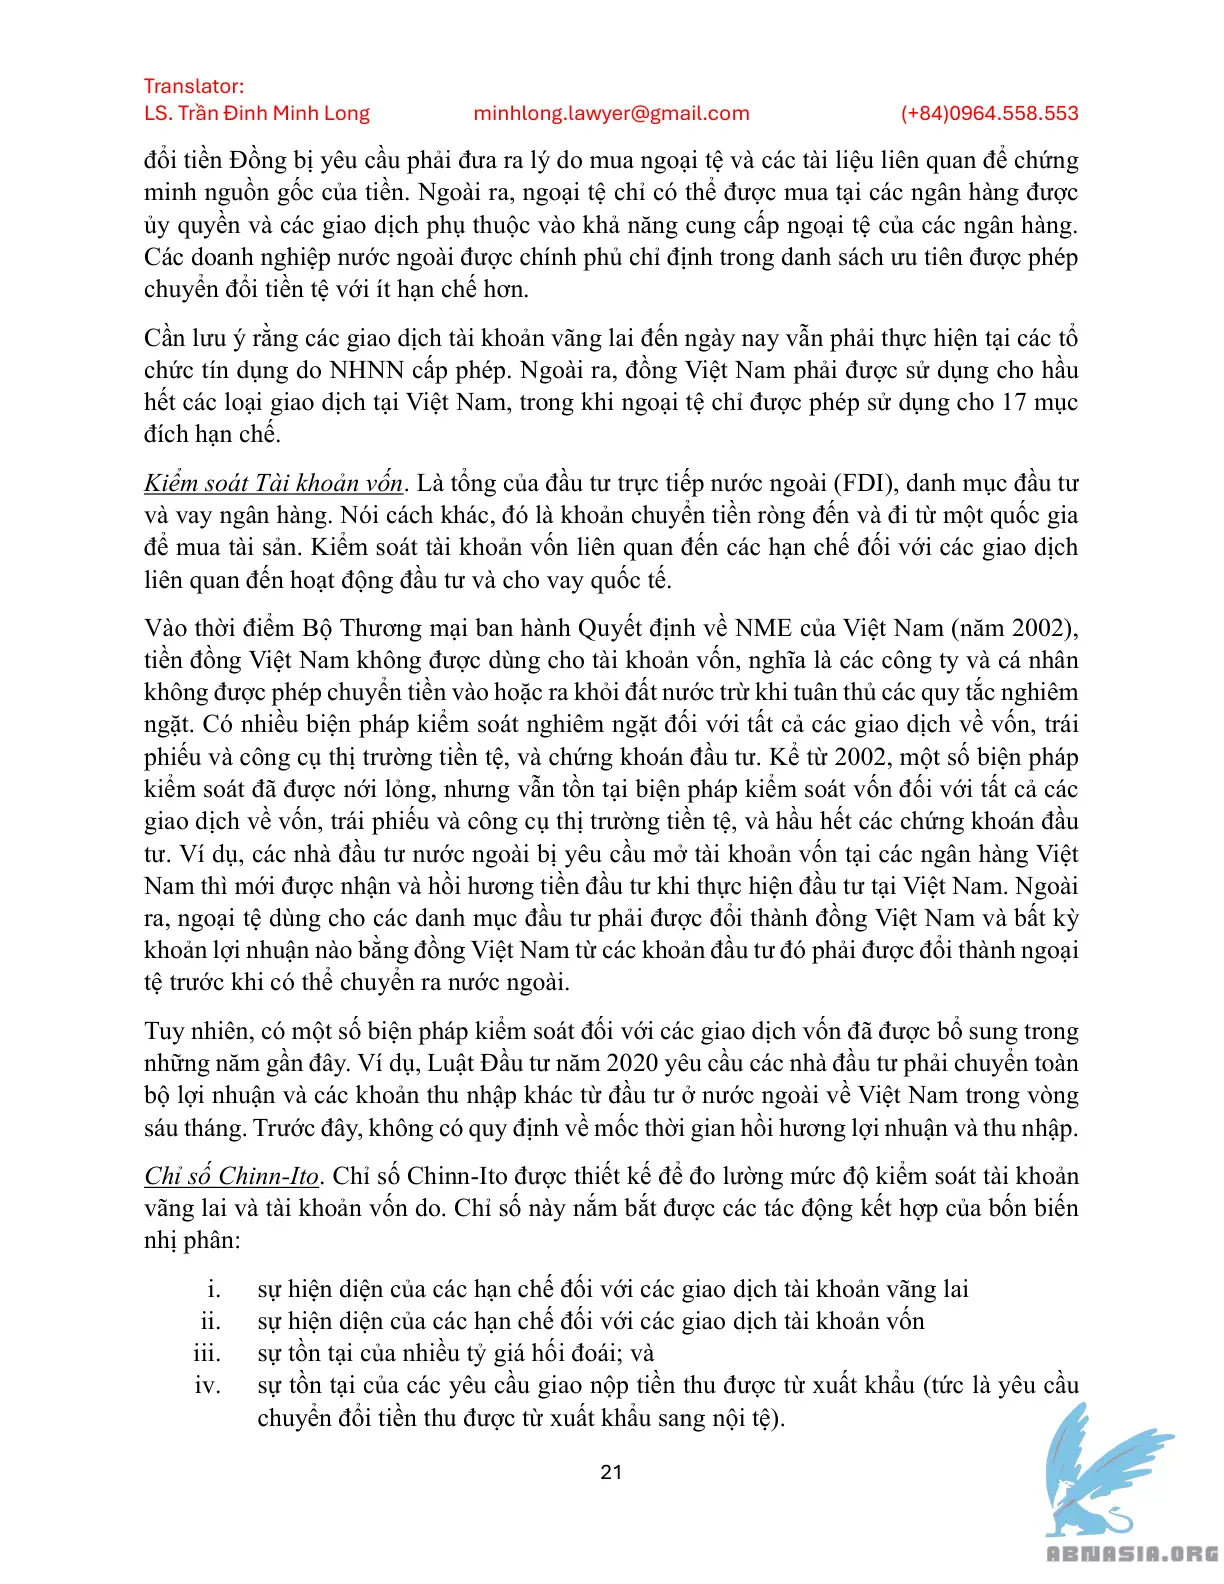 Translator:
LS. Trần Đinh Minh Long minhlong.lawyer@gmail.com (+84)0964.558.553
đổi tiền Đồng bị yêu cầu phải đưa ra lý do mua ngoại tệ và các tài liệu liên quan để chứng
minh nguồn gốc của tiền. Ngoài ra, ngoại tệ chỉ có thể được mua tại các ngân hàng được
ủy quyền và các giao dịch phụ thuộc vào khả năng cung cấp ngoại tệ của các ngân hàng.
Các doanh nghiệp nước ngoài được chính phủ chỉ định trong danh sách ưu tiên được phép
chuyển đổi tiền tệ với ít hạn chế hơn.
Cần lưu ý rằng các giao dịch tài khoản vãng lai đến ngày nay vẫn phải thực hiện tại các tổ
chức tín dụng do NHNN cấp phép. Ngoài ra, đồng Việt Nam phải được sử dụng cho hầu
hết các loại giao dịch tại Việt Nam, trong khi ngoại tệ chỉ được phép sử dụng cho 17 mục
đích hạn chế.
Kiểm soát Tài khoản vốn. Là tổng của đầu tư trực tiếp nước ngoài (FDI), danh mục đầu tư
và vay ngân hàng. Nói cách khác, đó là khoản chuyển tiền ròng đến và đi từ một quốc gia
để mua tài sản. Kiểm soát tài khoản vốn liên quan đến các hạn chế đối với các giao dịch
liên quan đến hoạt động đầu tư và cho vay quốc tế.
Vào thời điểm Bộ Thương mại ban hành Quyết định về NME của Việt Nam (năm 2002),
tiền đồng Việt Nam không được dùng cho tài khoản vốn, nghĩa là các công ty và cá nhân
không được phép chuyển tiền vào hoặc ra khỏi đất nước trừ khi tuân thủ các quy tắc nghiêm
ngặt. Có nhiều biện pháp kiểm soát nghiêm ngặt đối với tất cả các giao dịch về vốn, trái
phiếu và công cụ thị trường tiền tệ, và chứng khoán đầu tư. Kể từ 2002, một số biện pháp
kiểm soát đã được nới lỏng, nhưng vẫn tồn tại biện pháp kiểm soát vốn đối với tất cả các
giao dịch về vốn, trái phiếu và công cụ thị trường tiền tệ, và hầu hết các chứng khoán đầu
tư. Ví dụ, các nhà đầu tư nước ngoài bị yêu cầu mở tài khoản vốn tại các ngân hàng Việt
Nam thì mới được nhận và hồi hương tiền đầu tư khi thực hiện đầu tư tại Việt Nam. Ngoài
ra, ngoại tệ dùng cho các danh mục đầu tư phải được đổi thành đồng Việt Nam và bất kỳ
khoản lợi nhuận nào bằng đồng Việt Nam từ các khoản đầu tư đó phải được đổi thành ngoại
tệ trước khi có thể chuyển ra nước ngoài.
Tuy nhiên, có một số biện pháp kiểm soát đối với các giao dịch vốn đã được bổ sung trong
những năm gần đây. Ví dụ, Luật Đầu tư năm 2020 yêu cầu các nhà đầu tư phải chuyển toàn
bộ lợi nhuận và các khoản thu nhập khác từ đầu tư ở nước ngoài về Việt Nam trong vòng
sáu tháng. Trước đây, không có quy định về mốc thời gian hồi hương lợi nhuận và thu nhập.
Chỉ số Chinn-Ito. Chỉ số Chinn-Ito được thiết kế để đo lường mức độ kiểm soát tài khoản
vãng lai và tài khoản vốn do. Chỉ số này nắm bắt được các tác động kết hợp của bốn biến
nhị phân:
i. sự hiện diện của các hạn chế đối với các giao dịch tài khoản vãng lai
ii. sự hiện diện của các hạn chế đối với các giao dịch tài khoản vốn
iii. sự tồn tại của nhiều tỷ giá hối đoái; và
iv. sự tồn tại của các yêu cầu giao nộp tiền thu được từ xuất khẩu (tức là yêu cầu
chuyển đổi tiền thu được từ xuất khẩu sang nội tệ).
21
ABNASIA.ORG